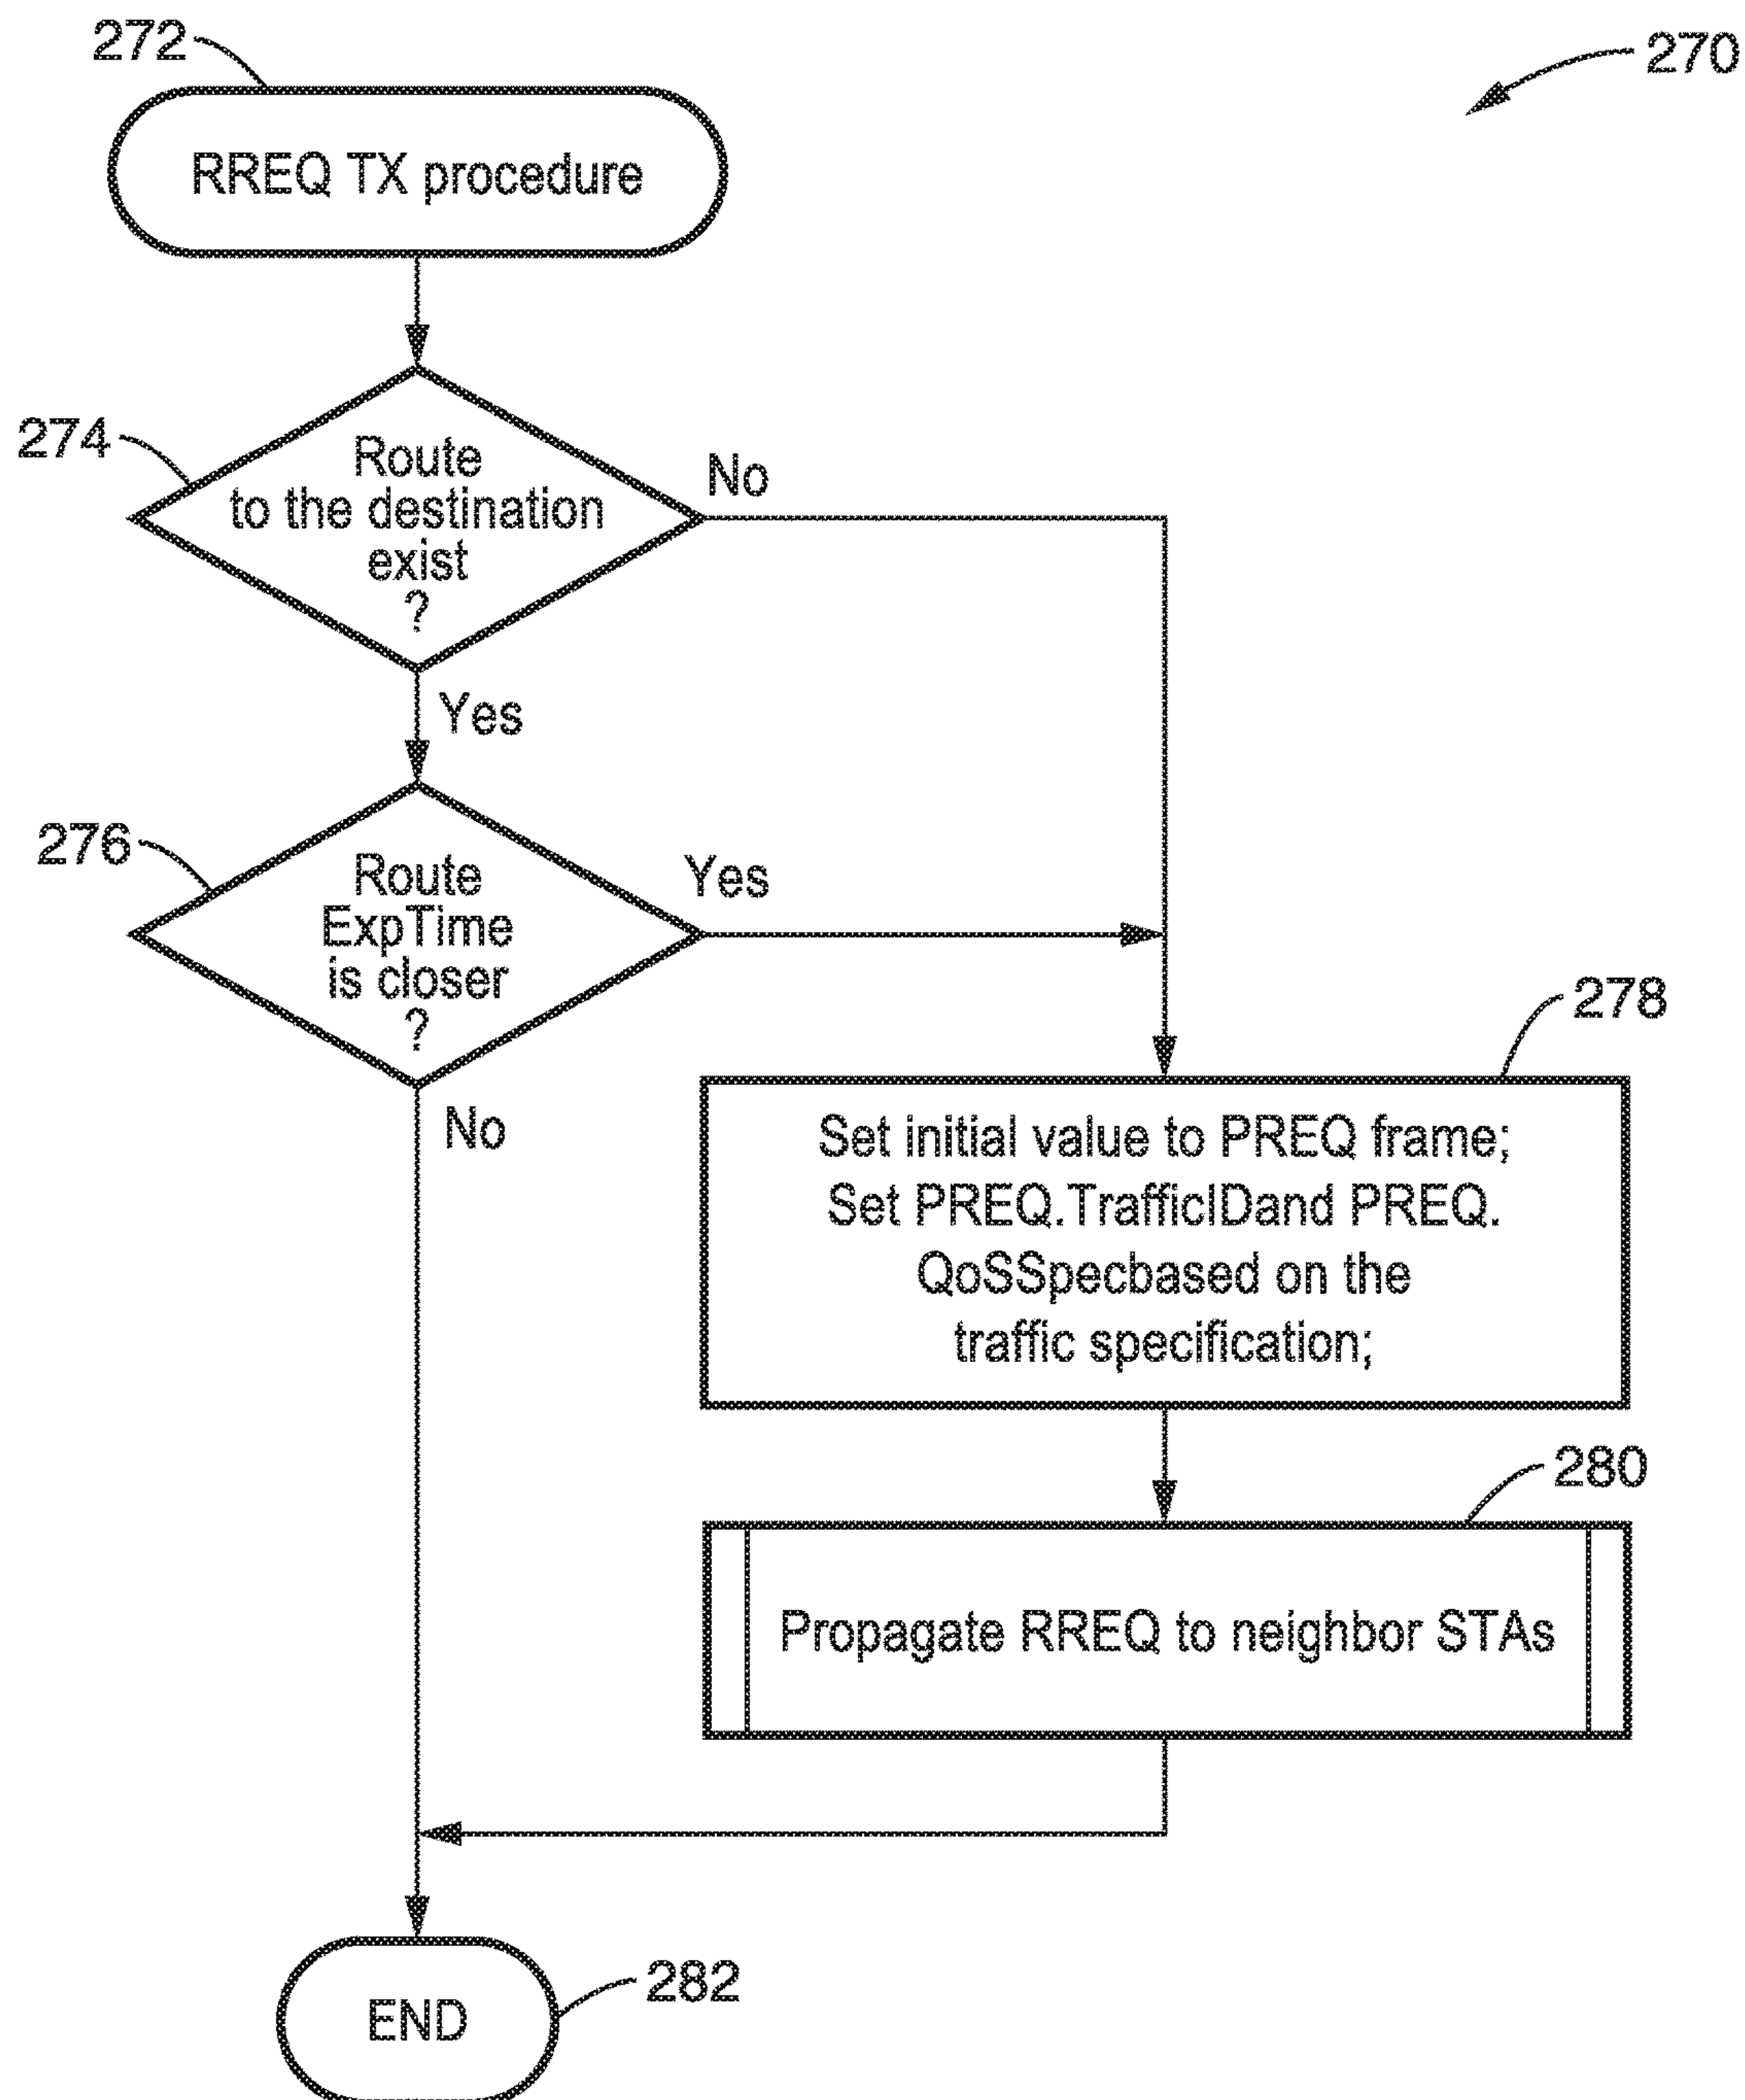 272
270
RREQ TX procedure
274
Route
to the destination
exist
?
No
Yes
276
Route
ExpTime
is closer
?
Yes
No
278
Set initial value to PREQ frame;
Set PREQ.TrafficIDand PREQ.
QoSSpecbased on the
traffic specification;
280
Propagate RREQ to neighbor STAs
282
END